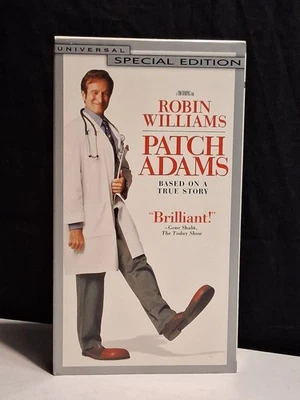 UNIVERSAL
SPECIAL EDITION
ROBIN
WILLIAMS
PATCH
ADAMS
BASED ON A
TRUE STORY
"Brilliant!"
-Gene Shalit,
The Today Show